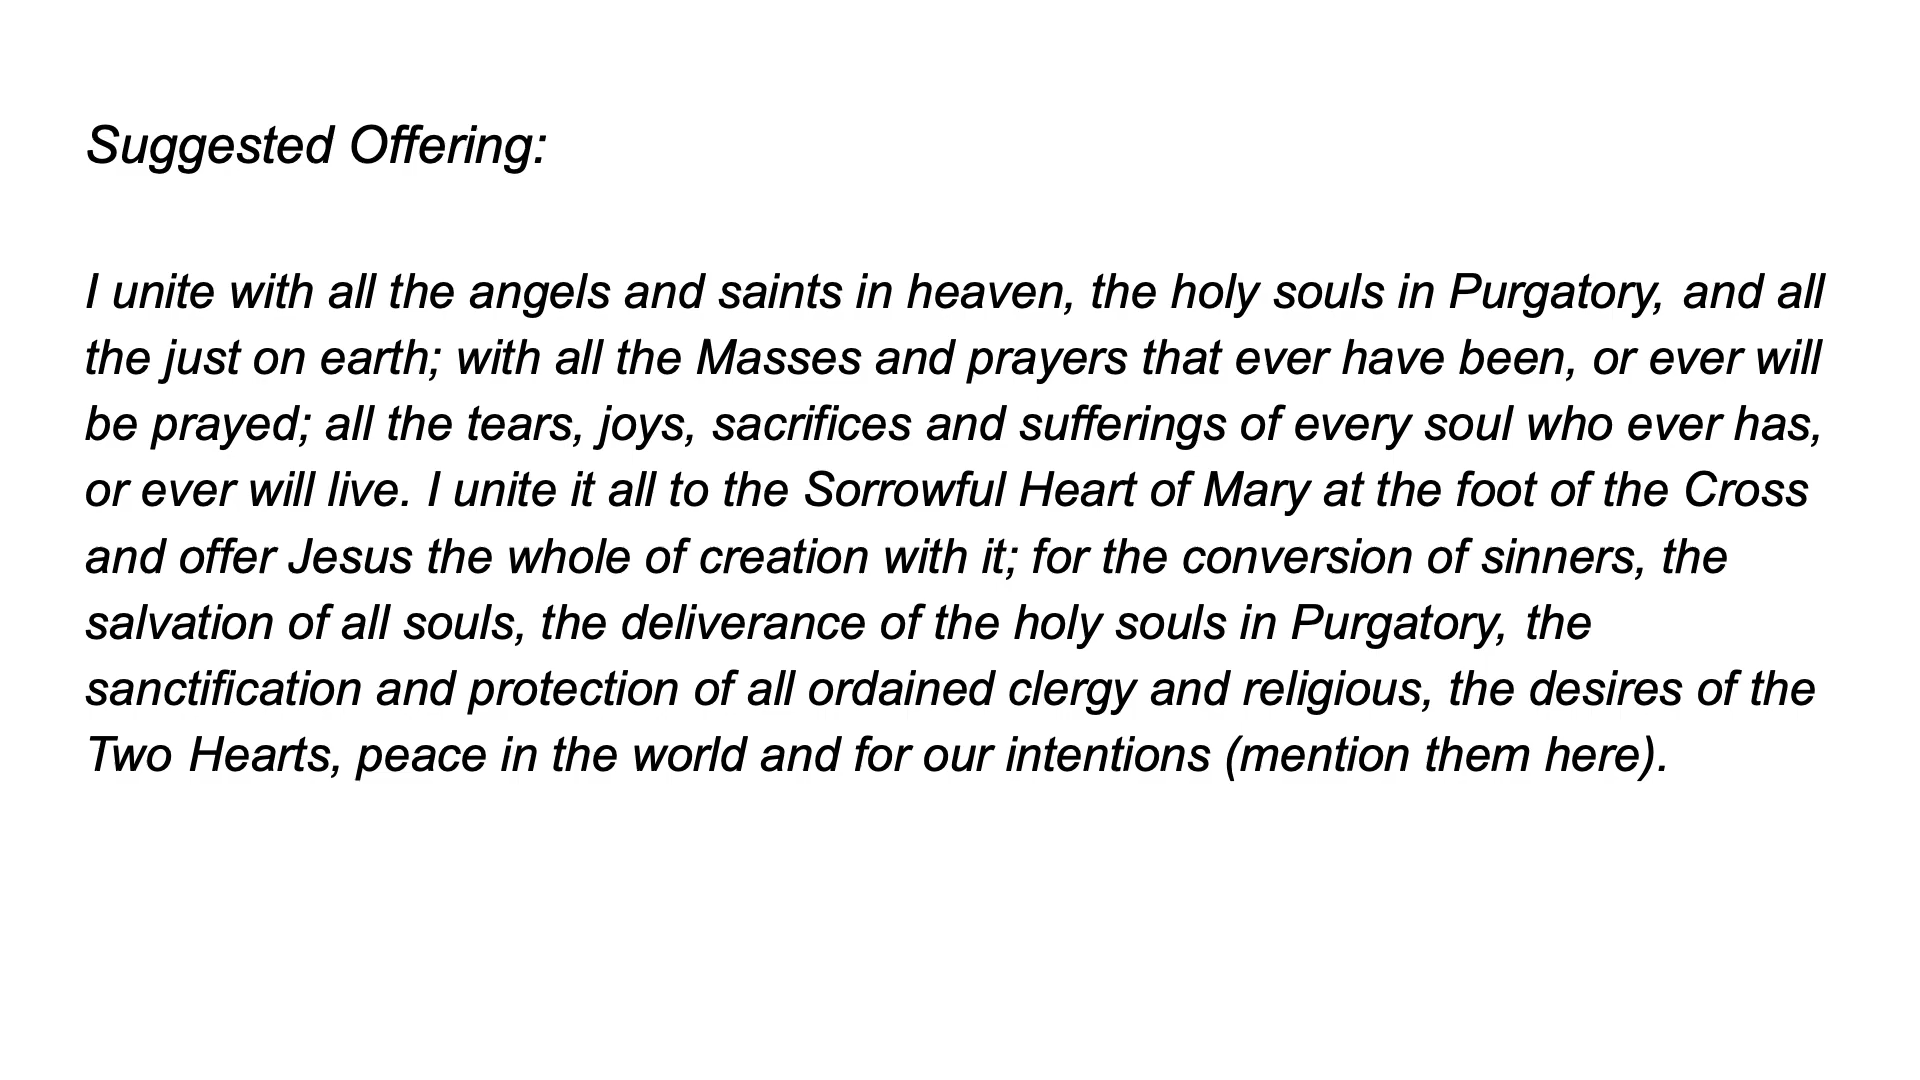 Suggested Offering:
I unite with all the angels and saints in heaven, the holy souls in Purgatory, and all
the just on earth; with all the Masses and prayers that ever have been, or ever will
be prayed; all the tears, joys, sacrifices and sufferings of every soul who ever has,
or ever will live. I unite it all to the Sorrowful Heart of Mary at the foot of the Cross
and offer Jesus the whole of creation with it; for the conversion of sinners, the
salvation of all souls, the deliverance of the holy souls in Purgatory, the
sanctification and protection of all ordained clergy and religious, the desires of the
Two Hearts, peace in the world and for our intentions (mention them here).